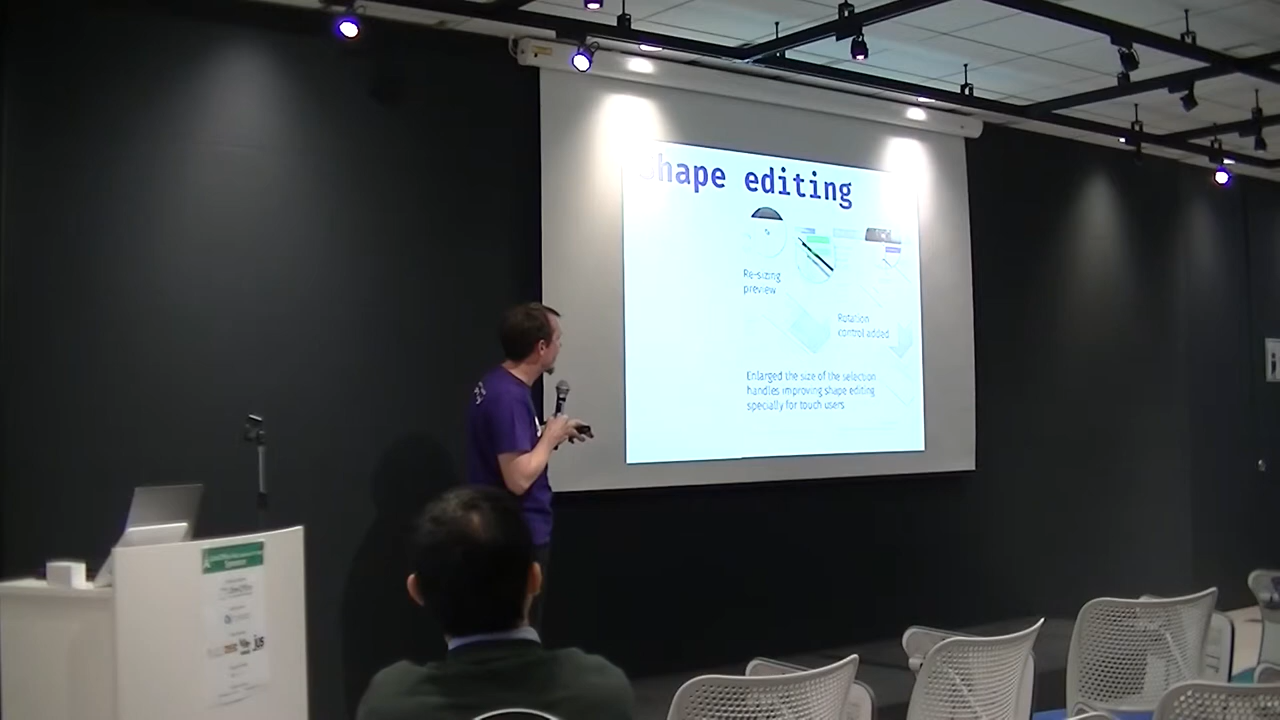 Shape editing
Re-sizing
preview
Rotation
control added
Enlarged the size of the selection
handles improving shape editing
specially for touch users